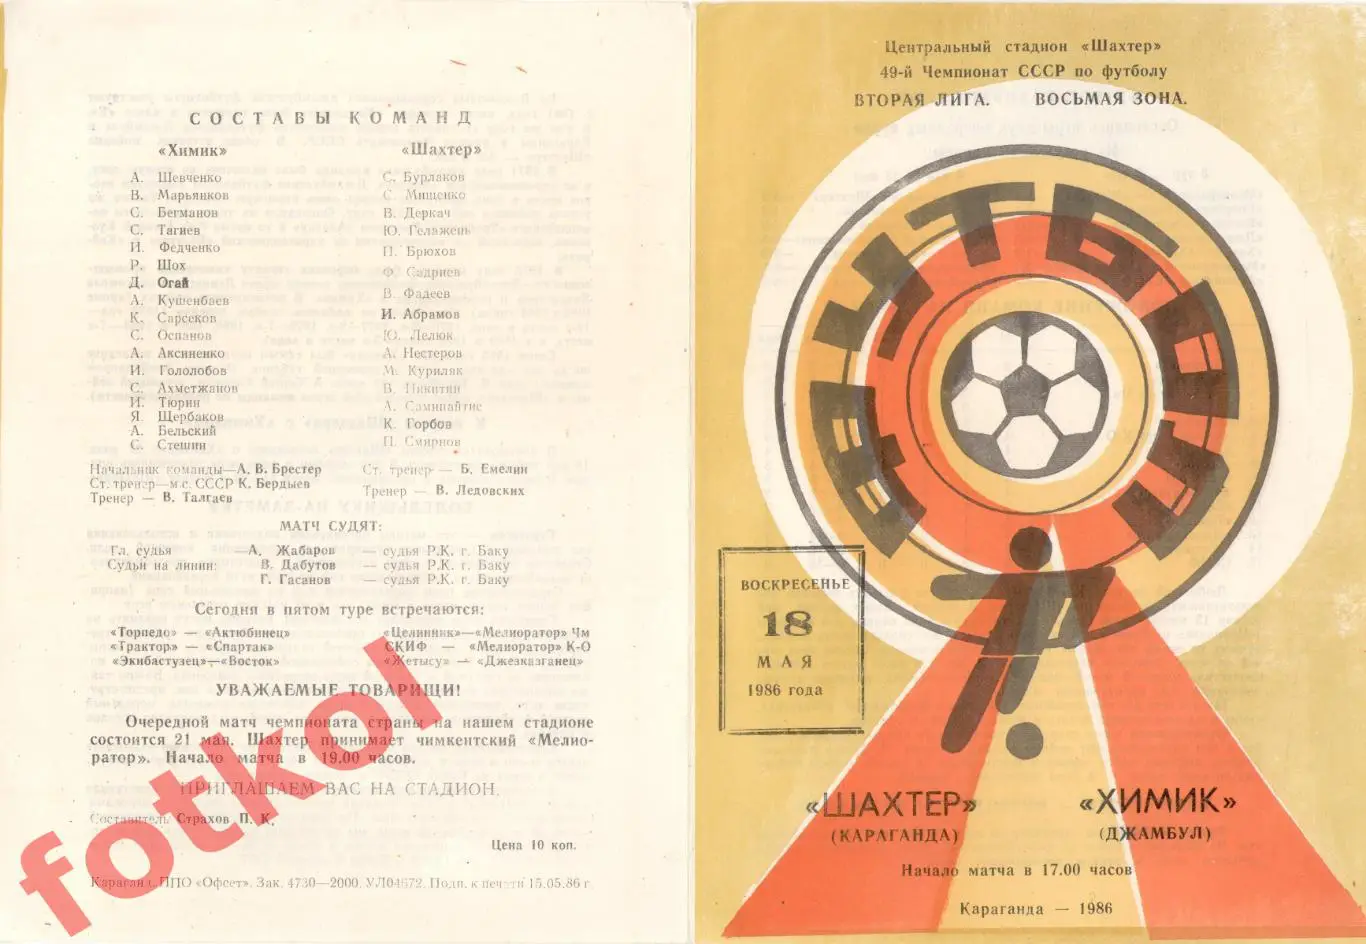 СОСТАВЫ КОМАНД
«Химик»
А. Шевченко
В. Марьянков
С. Бегманов
С. Тагиев
И. Федченко
Р. Шох
Д. Огай
А. Кушенбаев
К. Сарсеков
С. Оспанов
А. Аксиненко
И. Гололобов
С. Ахметжанов
И. Тюрин
Я. Щербаков
А. Бельский
С. Стешин
Начальник команды—А. В. Брестер
Ст. тренер—м.с. СССР К. Бердыев
Тренер — В. Талгаев
«Шахтер»
С. Бурлаков
С. Мищенко
В. Деркач
Ю. Гелажень
П. Брюхов
Ф. Садриев
В. Фадеев
И. Абрамов
Ю. Лелюк
А. Нестеров
М. Куриляк
В. Никитин
А. Саминайтис
К. Горбов
П. Смирнов
Ст. тренер — Б. Емелин
Тренер — В. Ледовских
МАТЧ СУДЯТ:
Гл. судья —А. Жабаров — судья Р.К. г. Баку
Судьи на линии: В. Дабутов — судья Р.К. г. Баку
Г. Гасанов — судья Р.К. г. Баку
Сегодня в пятом туре встречаются:
«Торпедо» — «Актюбинец»
«Трактор» — «Спартак»
«Экибастузец»—«Восток»
«Целинник»—«Мелиоратор» Чм
СКИФ — «Мелиоратор» К-О
«Жетысу» — «Джезказганец»
УВАЖАЕМЫЕ ТОВАРИЩИ!
Очередной матч чемпионата страны на нашем стадионе
состоится 21 мая. Шахтер принимает чимкентский «Мелио-
ратор». Начало матча в 19.00 часов.
ПРИГЛАШАЕМ ВАС НА СТАДИОН.
Составитель Страхов П. К.
Цена 10 коп.
Караганда, ППО «Офсет». Зак. 4730—2000. УЛ04672. Подп. к печати 15.05.86 г.
fotkol
Центральный стадион «Шахтер»
49-й Чемпионат СССР по футболу
ВТОРАЯ ЛИГА. ВОСЬМАЯ ЗОНА.
ФУТБОЛ
ВОСКРЕСЕНЬЕ
18
МАЯ
1986 года
«ШАХТЕР»
(КАРАГАНДА)
«ХИМИК»
(ДЖАМБУЛ)
Начало матча в 17.00 часов
Караганда — 1986